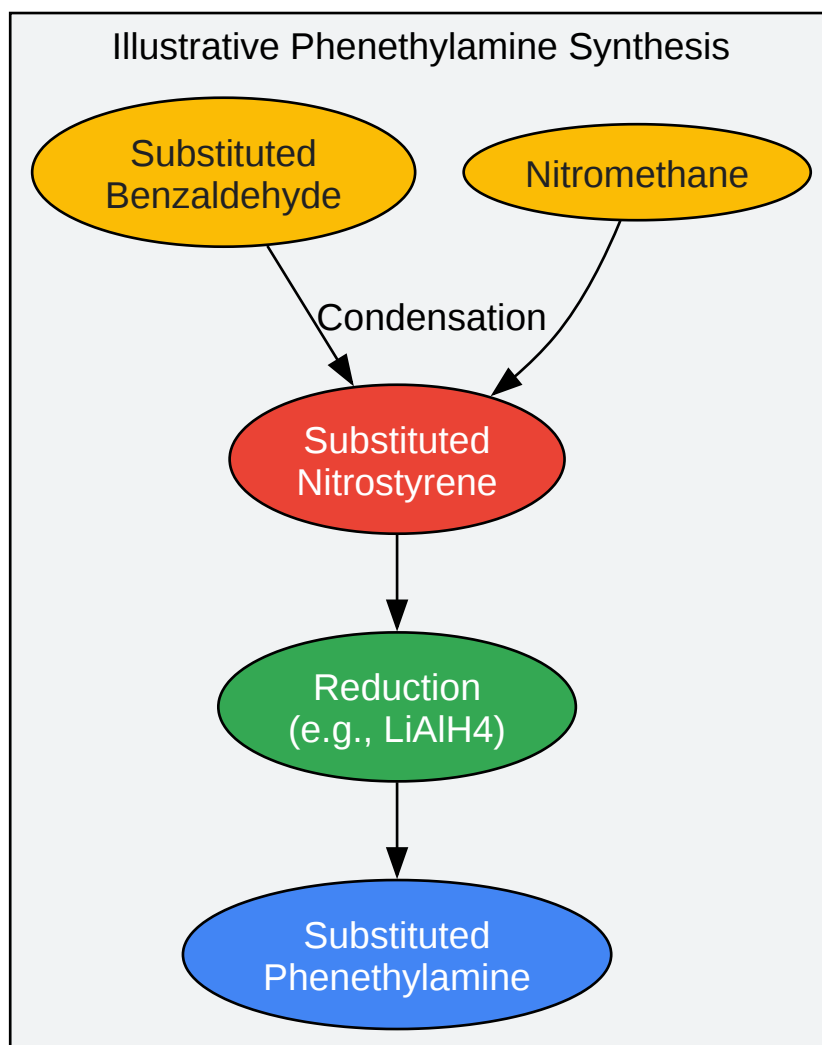 Illustrative Phenethylamine Synthesis
Substituted
Benzaldehyde
Nitromethane
Condensation
Substituted
Nitrostyrene
Reduction
(e.g., LiAlH4)
Substituted
Phenethylamine